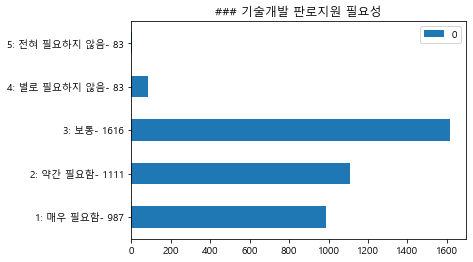 ### 기술개발 판로지원 필요성
0
5: 전혀 필요하지 않음- 83
4: 별로 필요하지 않음- 83
3: 보통- 1616
2: 약간 필요함- 1111
1: 매우 필요함- 987
0 200 400 600 800 1000 1200 1400 1600